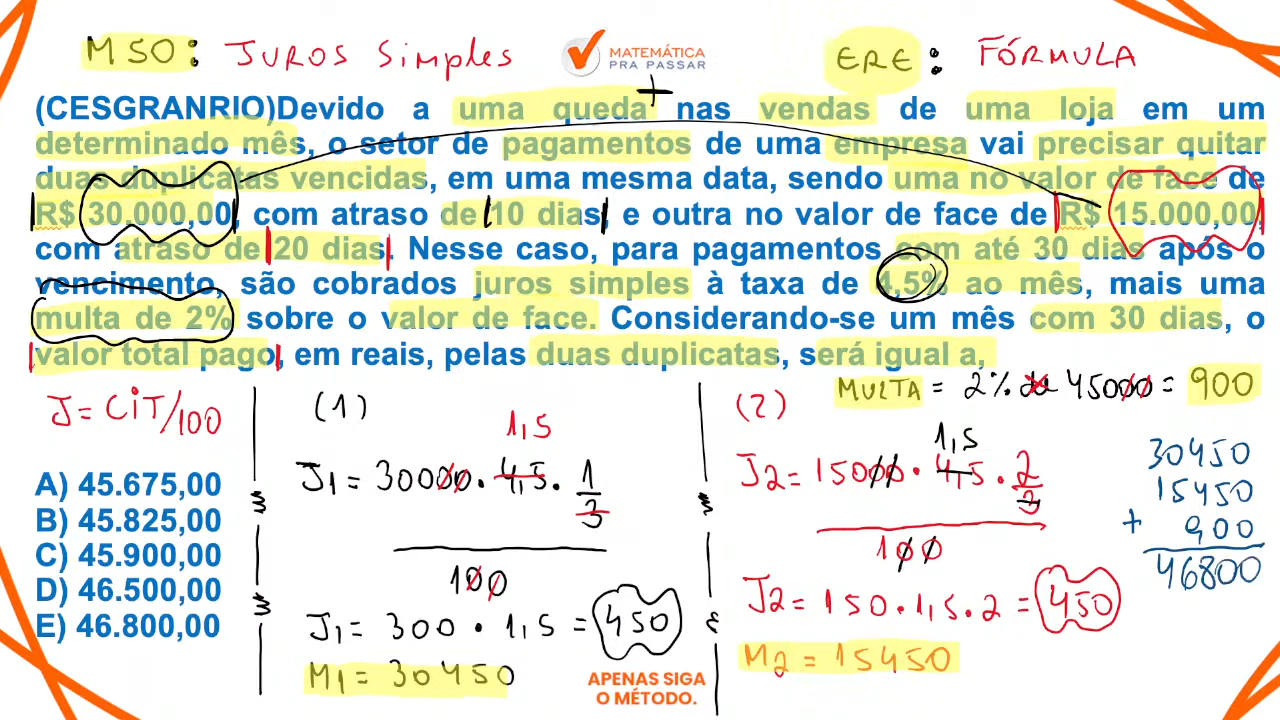 MSO: JUROS Simples
MATEMÁTICA
PRA PASSAR
ERE: FÓRMULA
(CESGRANRIO)Devido a uma queda nas vendas de uma loja em um
determinado mês, o setor de pagamentos de uma empresa vai precisar quitar
duas duplicatas vencidas, em uma mesma data, sendo uma no valor de face de
R$ 30.000,00, com atraso de 10 dias, e outra no valor de face de R$ 15.000,00,
com atraso de 20 dias. Nesse caso, para pagamentos com até 30 dias após o
vencimento, são cobrados juros simples à taxa de 4,5% ao mês, mais uma
multa de 2% sobre o valor de face. Considerando-se um mês com 30 dias, o
valor total pago, em reais, pelas duas duplicatas, será igual a,
MULTA = 2% de 45000 = 900
J = CiT/100
A) 45.675,00
B) 45.825,00
C) 45.900,00
D) 46.500,00
E) 46.800,00
(1)
1,5
J1 = 30000 · 4,5 · 1/3
100
J1 = 300 · 1,5 = 450
M1 = 30450
(2)
1,5
J2 = 15000 · 4,5 · 2/3
100
J2 = 150 · 1,5 · 2 = 450
M2 = 15450
30450
15450
+ 900
46800
APENAS SIGA
O MÉTODO.